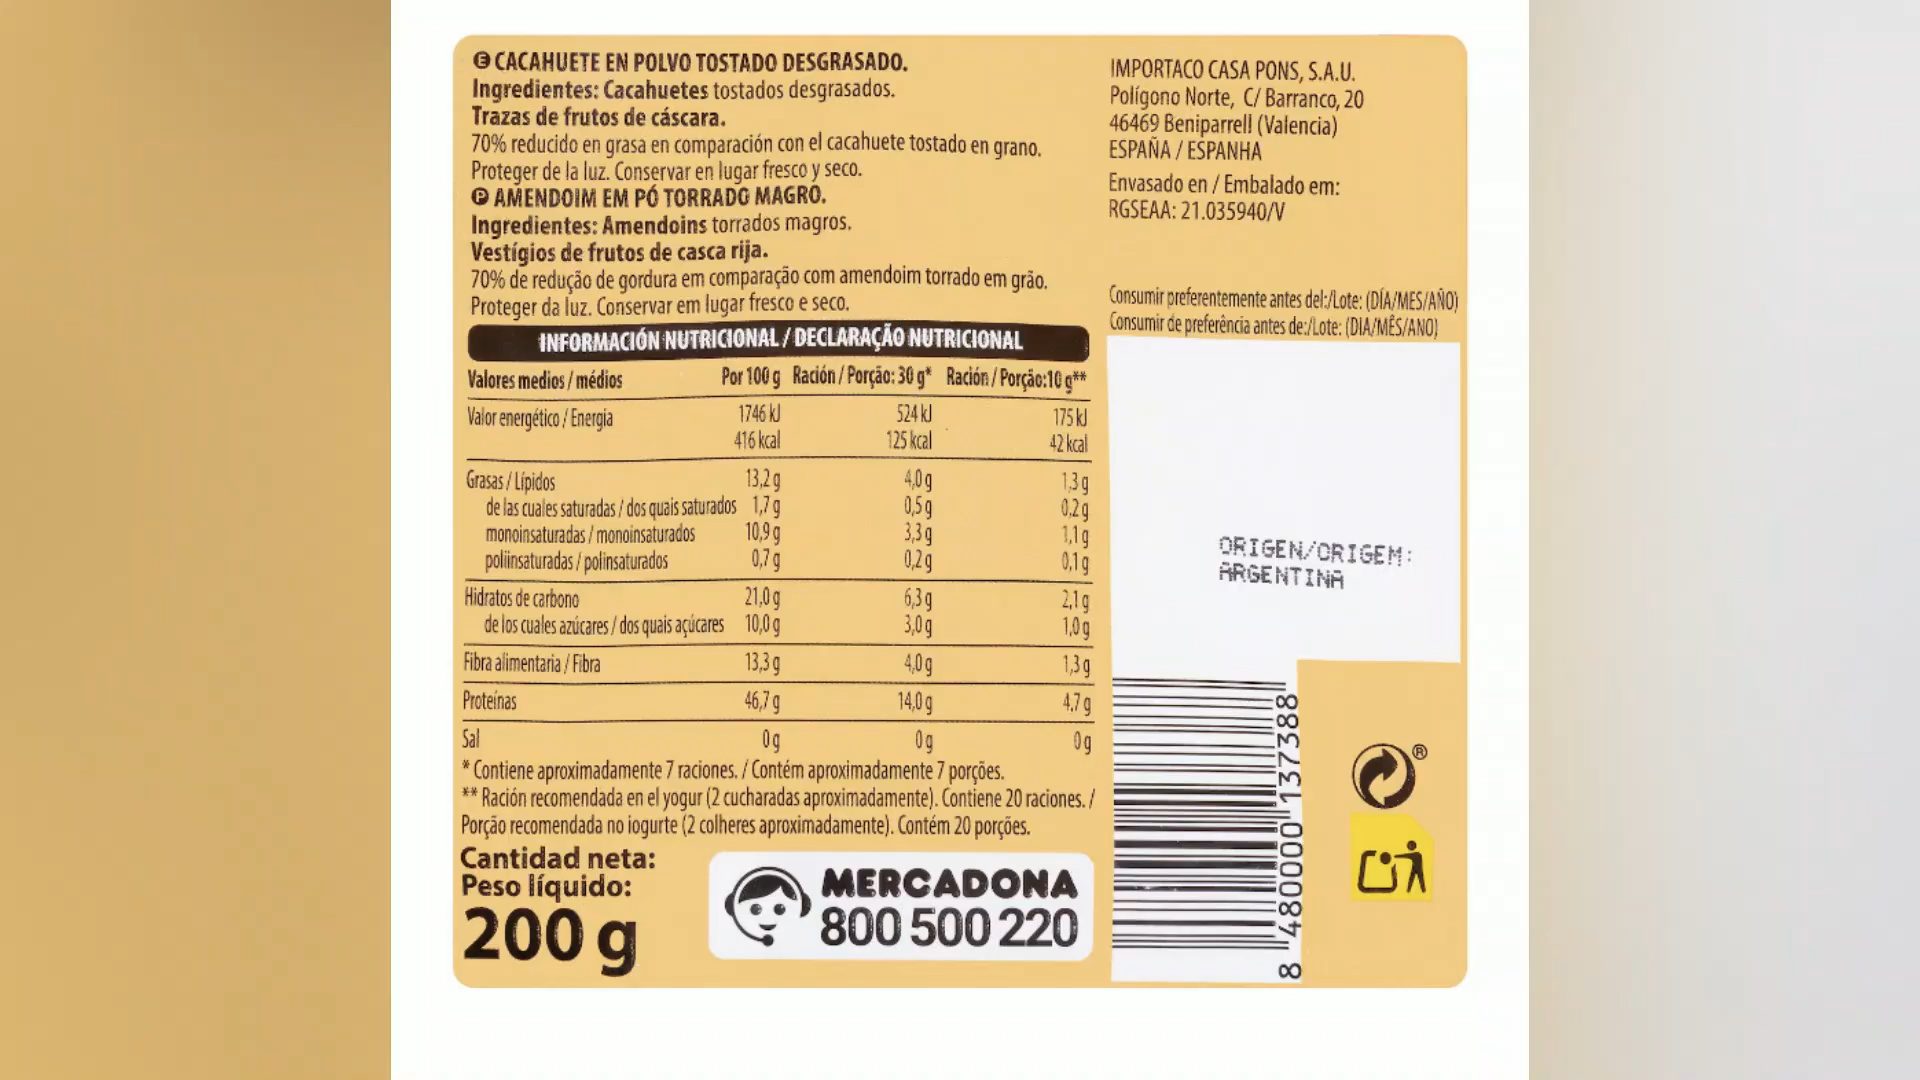 E CACAHUETE EN POLVO TOSTADO DESGRASADO.
Ingredientes: Cacahuetes tostados desgrasados.
Trazas de frutos de cáscara.
70% reducido en grasa en comparación con el cacahuete tostado en grano.
Proteger de la luz. Conservar en lugar fresco y seco.
P AMENDOIM EM PÓ TORRADO MAGRO.
Ingredientes: Amendoins torrados magros.
Vestígios de frutos de casca rija.
70% de redução de gordura em comparação com amendoim torrado em grão.
Proteger da luz. Conservar em lugar fresco e seco.
INFORMACIÓN NUTRICIONAL / DECLARAÇÃO NUTRICIONAL
Valores medios / médios Por 100 g Ración / Porção: 30 g* Ración / Porção:10 g**
Valor energético / Energia 1746 kJ 524 kJ 175 kJ
416 kcal 125 kcal 42 kcal
Grasas / Lípidos 13,2 g 4,0 g 1,3 g
de las cuales saturadas / dos quais saturados 1,7 g 0,5 g 0,2 g
monoinsaturadas / monoinsaturados 10,9 g 3,3 g 1,1 g
poliinsaturadas / polinsaturados 0,7 g 0,2 g 0,1 g
Hidratos de carbono 21,0 g 6,3 g 2,1 g
de los cuales azúcares / dos quais açúcares 10,0 g 3,0 g 1,0 g
Fibra alimentaria / Fibra 13,3 g 4,0 g 1,3 g
Proteínas 46,7 g 14,0 g 4,7 g
Sal 0 g 0 g 0 g
* Contiene aproximadamente 7 raciones. / Contém aproximadamente 7 porções.
** Ración recomendada en el yogur (2 cucharadas aproximadamente). Contiene 20 raciones. /
Porção recomendada no iogurte (2 colheres aproximadamente). Contém 20 porções.
Cantidad neta:
Peso líquido:
200 g
MERCADONA
800 500 220
IMPORTACO CASA PONS, S.A.U.
Polígono Norte, C/ Barranco, 20
46469 Beniparrell (Valencia)
ESPAÑA / ESPANHA
Envasado en / Embalado em:
RGSEAA: 21.035940/V
Consumir preferentemente antes del:/Lote: (DÍA/MES/AÑO)
Consumir de preferência antes de:/Lote: (DIA/MÊS/ANO)
ORIGEN/ORIGEM:
ARGENTINA
8 480000 137388
®